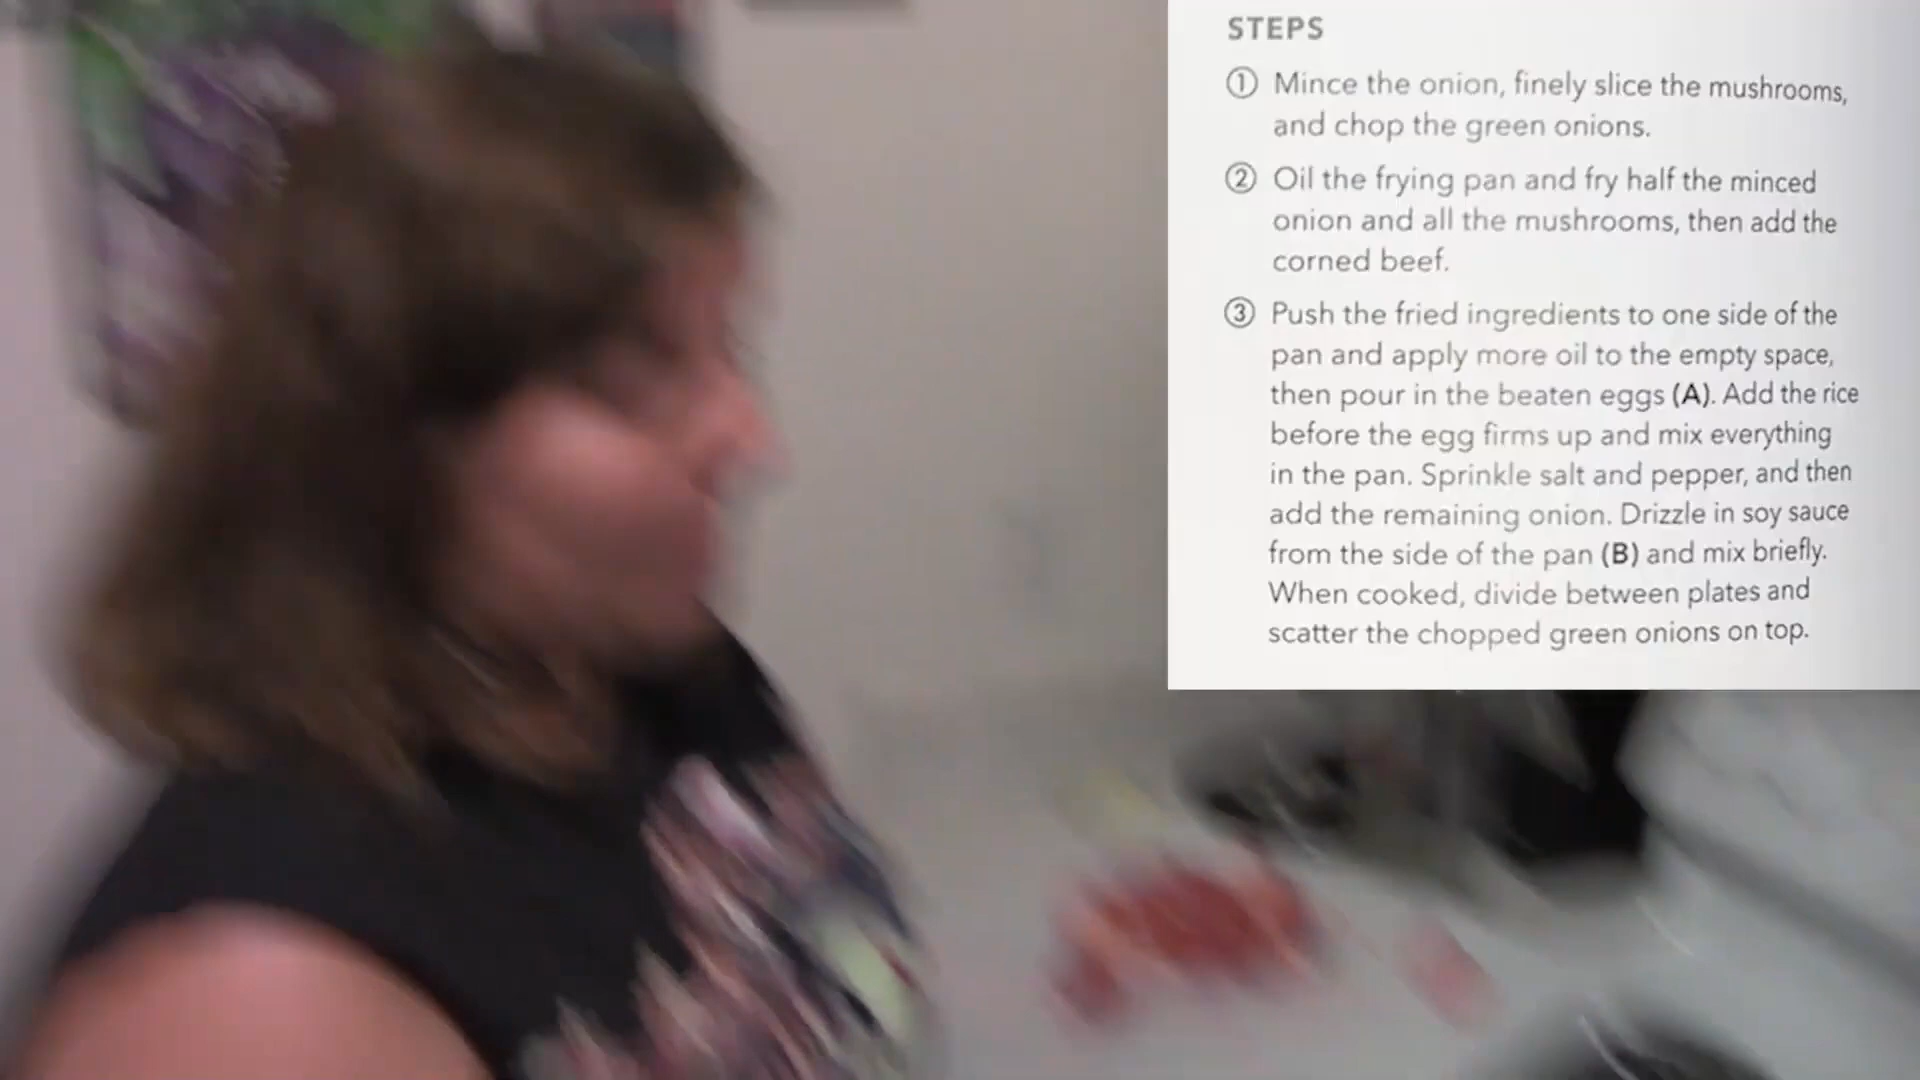 STEPS
① Mince the onion, finely slice the mushrooms,
and chop the green onions.
② Oil the frying pan and fry half the minced
onion and all the mushrooms, then add the
corned beef.
③ Push the fried ingredients to one side of the
pan and apply more oil to the empty space,
then pour in the beaten eggs (A). Add the rice
before the egg firms up and mix everything
in the pan. Sprinkle salt and pepper, and then
add the remaining onion. Drizzle in soy sauce
from the side of the pan (B) and mix briefly.
When cooked, divide between plates and
scatter the chopped green onions on top.